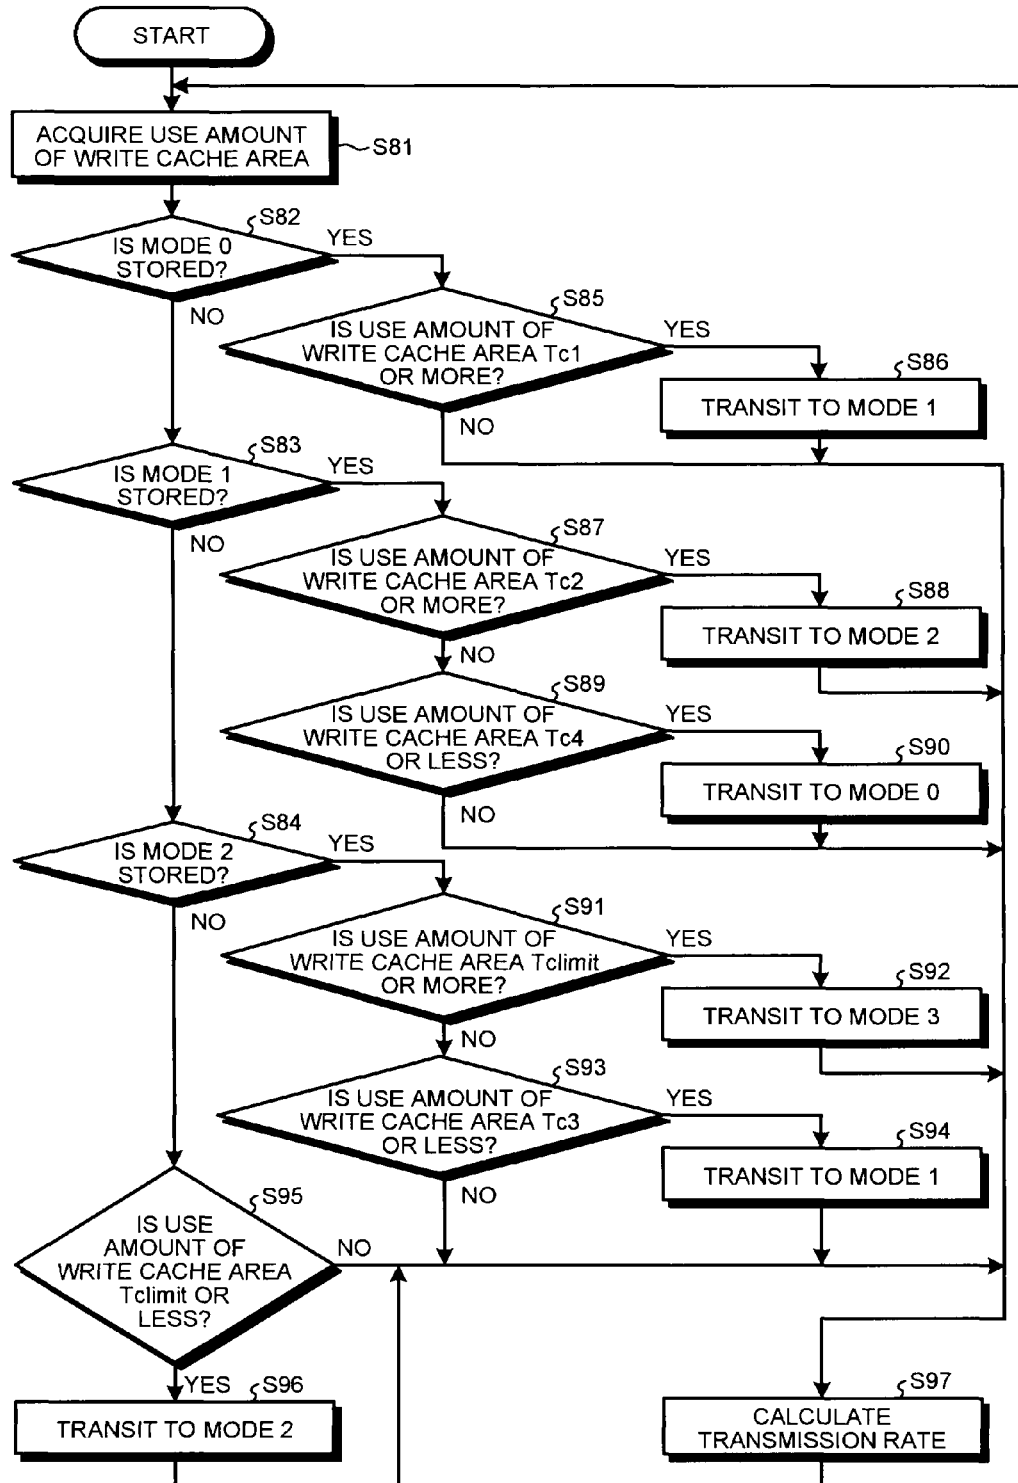 START
ACQUIRE USE AMOUNT
OF WRITE CACHE AREA
S81
S82
IS MODE 0
STORED?
YES
NO
S85
IS USE AMOUNT OF
WRITE CACHE AREA Tc1
OR MORE?
YES
NO
S86
TRANSIT TO MODE 1
S83
IS MODE 1
STORED?
YES
NO
S87
IS USE AMOUNT OF
WRITE CACHE AREA Tc2
OR MORE?
YES
NO
S88
TRANSIT TO MODE 2
S89
IS USE AMOUNT OF
WRITE CACHE AREA Tc4
OR LESS?
YES
NO
S90
TRANSIT TO MODE 0
S84
IS MODE 2
STORED?
YES
NO
S91
IS USE AMOUNT OF
WRITE CACHE AREA Tclimit
OR MORE?
YES
NO
S92
TRANSIT TO MODE 3
S93
IS USE AMOUNT OF
WRITE CACHE AREA Tc3
OR LESS?
YES
NO
S94
TRANSIT TO MODE 1
S95
IS USE
AMOUNT OF
WRITE CACHE AREA
Tclimit OR
LESS?
NO
YES
S96
TRANSIT TO MODE 2
S97
CALCULATE
TRANSMISSION RATE